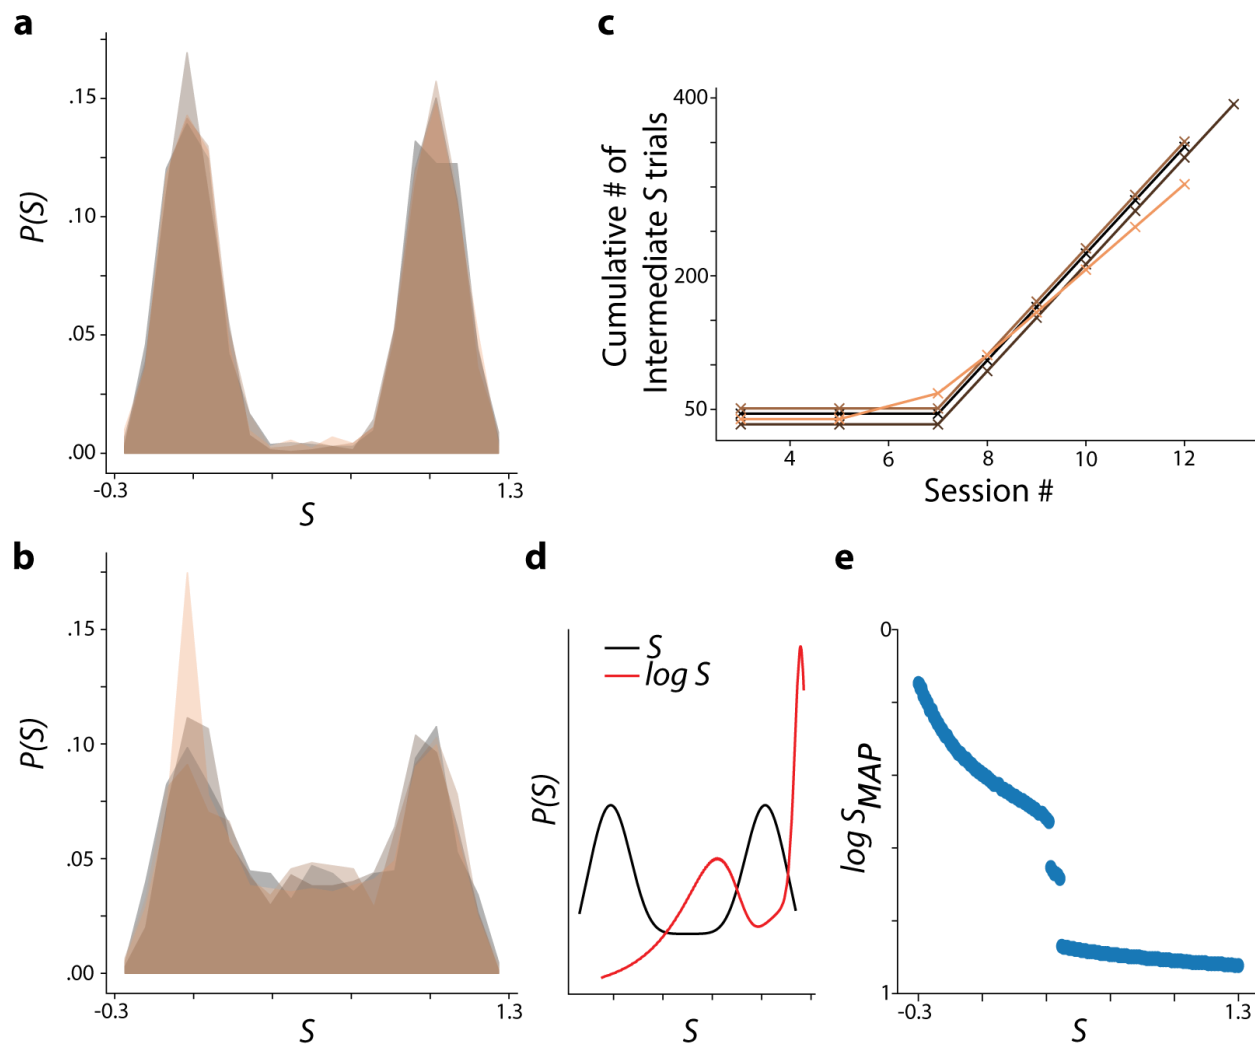 a
P(S)
.15
.10
.05
.00
-0.3
1.3
S
c
Cumulative # of
Intermediate S trials
400
200
50
4
6
8
10
12
Session #
b
P(S)
.15
.10
.05
.00
-0.3
1.3
S
d
P(S)
S
log S
S
e
log SMAP
0
1
-0.3
1.3
S